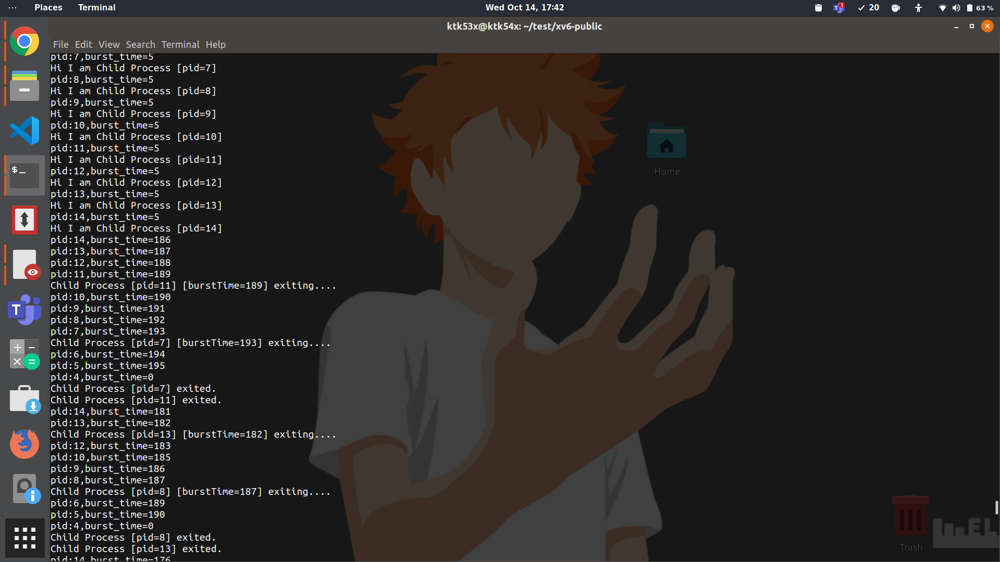 Places
Terminal
Wed Oct 14, 17:42
1
20
63 %
ktk53x@ktk54x: ~/test/xv6-public
File Edit View Search Terminal Help
pid:7,burst_time=5
Hi I am Child Process [pid=7]
pid:8,burst_time=5
Hi I am Child Process [pid=8]
pid:9,burst_time=5
Hi I am Child Process [pid=9]
pid:10,burst_time=5
Hi I am Child Process [pid=10]
pid:11,burst_time=5
Hi I am Child Process [pid=11]
pid:12,burst_time=5
Hi I am Child Process [pid=12]
pid:13,burst_time=5
Hi I am Child Process [pid=13]
pid:14,burst_time=5
Hi I am Child Process [pid=14]
pid:14,burst_time=186
pid:13,burst_time=187
pid:12,burst_time=188
pid:11,burst_time=189
Child Process [pid=11] [burstTime=189] exiting....
pid:10,burst_time=190
pid:9,burst_time=191
pid:8,burst_time=192
pid:7,burst_time=193
Child Process [pid=7] [burstTime=193] exiting....
pid:6,burst_time=194
pid:5,burst_time=195
pid:4,burst_time=0
Child Process [pid=7] exited.
Child Process [pid=11] exited.
pid:14,burst_time=181
pid:13,burst_time=182
Child Process [pid=13] [burstTime=182] exiting....
pid:12,burst_time=183
pid:10,burst_time=185
pid:9,burst_time=186
pid:8,burst_time=187
Child Process [pid=8] [burstTime=187] exiting....
pid:6,burst_time=189
pid:5,burst_time=190
pid:4,burst_time=0
Child Process [pid=8] exited.
Child Process [pid=13] exited.
pid:14,burst_time=176
Home
Trash
$_
T